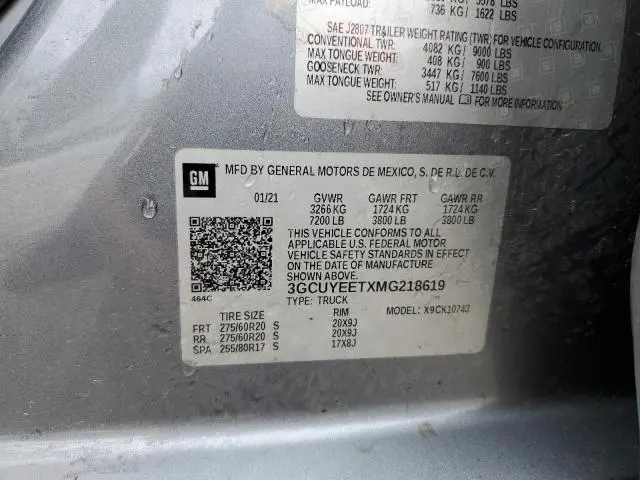 MAX PAYLOAD:
736 KG/ 1622 LBS
SAE J2807 TRAILER WEIGHT RATING (TWR) FOR VEHICLE CONFIGURATION.
CONVENTIONAL TWR: 4082 KG/ 9000 LBS
MAX TONGUE WEIGHT: 408 KG/ 900 LBS
GOOSENECK TWR: 3447 KG/ 7600 LBS
MAX TONGUE WEIGHT: 517 KG/ 1140 LBS
SEE OWNER'S MANUAL FOR MORE INFORMATION
GM
MFD BY GENERAL MOTORS DE MEXICO, S. DE R.L. DE C.V.
01/21 GVWR GAWR FRT GAWR RR
3266 KG 1724 KG 1724 KG
7200 LB 3800 LB 3800 LB
THIS VEHICLE CONFORMS TO ALL
APPLICABLE U.S. FEDERAL MOTOR
VEHICLE SAFETY, BUMPER, AND THEFT
PREVENTION STANDARDS IN EFFECT
ON THE DATE OF MANUFACTURE
SHOWN ABOVE.
3GCUYEETXMG218619
464C
TYPE: TRUCK MODEL: X9CK10743
TIRE SIZE RIM
FRT 275/60R20 S 20X9J
RR 275/60R20 S 20X9J
SPA 255/80R17 S 17X8J